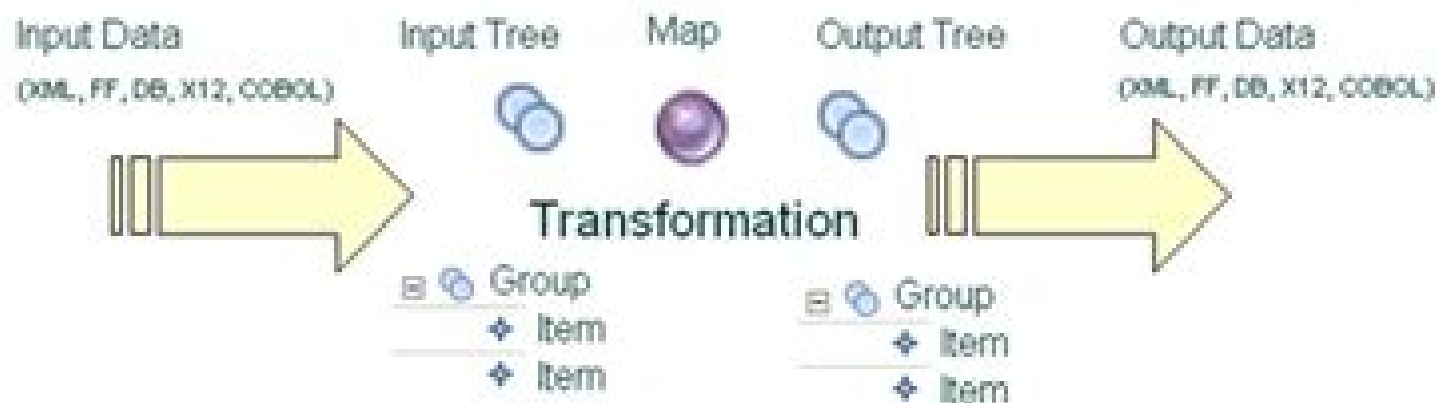 Input Data
(XML, FF, DB, X12, COBOL)
Input Tree
Map
Output Tree
Output Data
(XML, FF, DB, X12, COBOL)
Transformation
Group
Item
Item
Group
Item
Item